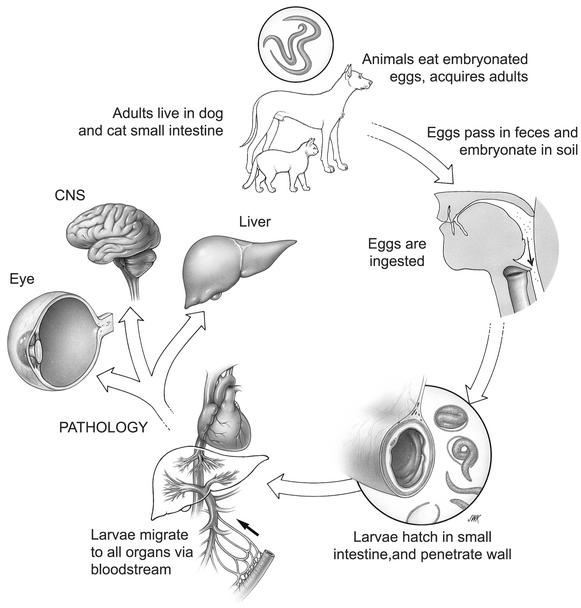 Animals eat embryonated
eggs, acquires adults
Adults live in dog
and cat small intestine
Eggs pass in feces and
embryonate in soil
CNS
Liver
Eggs are
ingested
Eye
PATHOLOGY
Larvae migrate
to all organs via
bloodstream
Larvae hatch in small
intestine,and penetrate wall